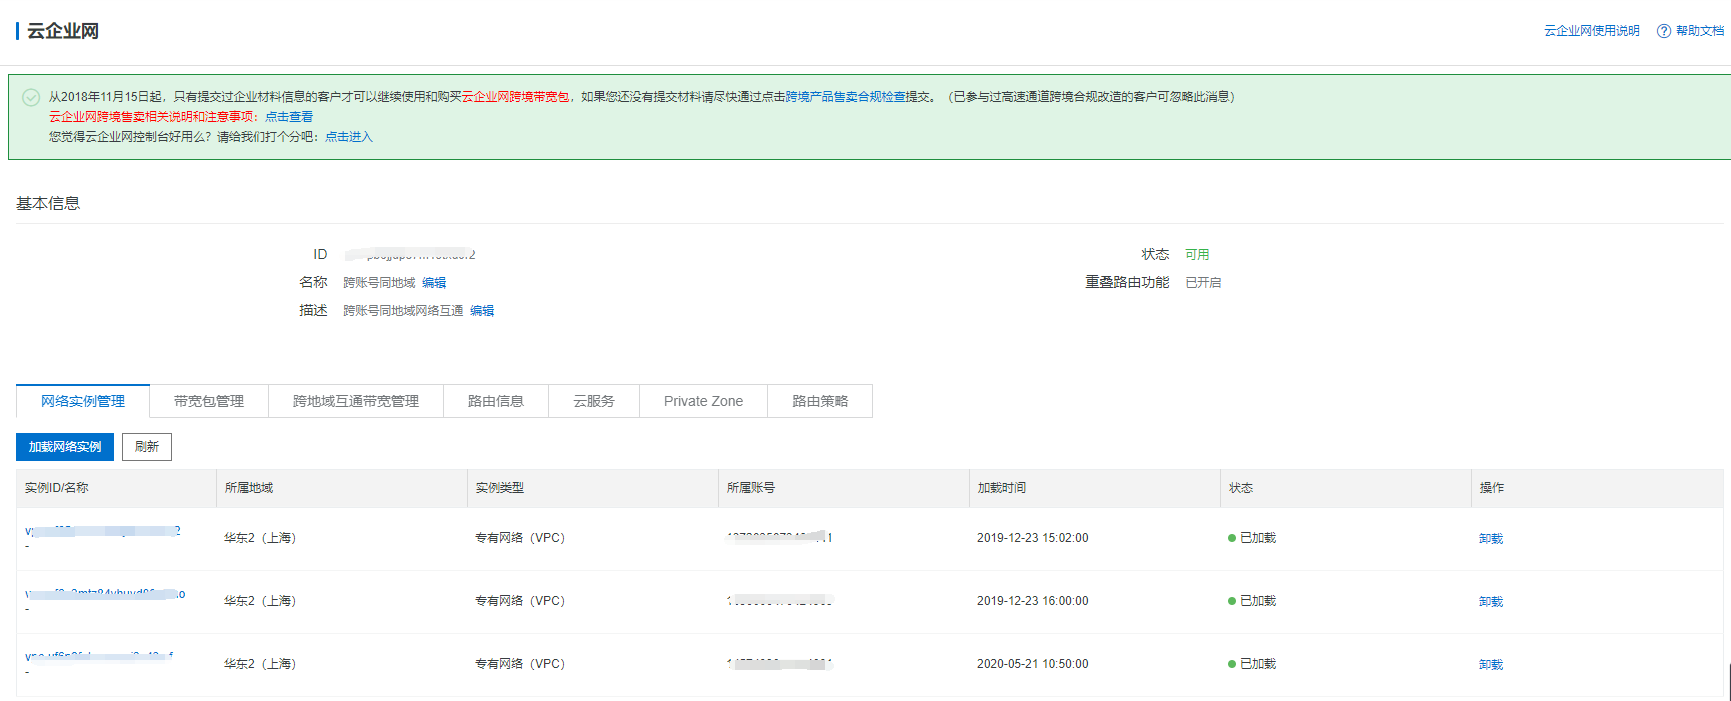 云企业网
云企业网使用说明 帮助文档
从2018年11月15日起，只有提交过企业材料信息的客户才可以继续使用和购买云企业网跨境带宽包，如果您还没有提交材料请尽快通过点击跨境产品售卖合规检查提交。（已参与过高速通道跨境合规改造的客户可忽略此消息）
云企业网跨境售卖相关说明和注意事项：点击查看
您觉得云企业网控制台好用么？请给我们打个分吧：点击进入
基本信息
ID
状态 可用
名称 跨账号同地域 编辑
重叠路由功能 已开启
描述 跨账号同地域网络互通 编辑
网络实例管理 带宽包管理 跨地域互通带宽管理 路由信息 云服务 Private Zone 路由策略
加载网络实例 刷新
实例ID/名称 所属地域 实例类型 所属账号 加载时间 状态 操作
华东2（上海） 专有网络（VPC） 2019-12-23 15:02:00 已加载 卸载
-
华东2（上海） 专有网络（VPC） 2019-12-23 16:00:00 已加载 卸载
-
华东2（上海） 专有网络（VPC） 2020-05-21 10:50:00 已加载 卸载
-